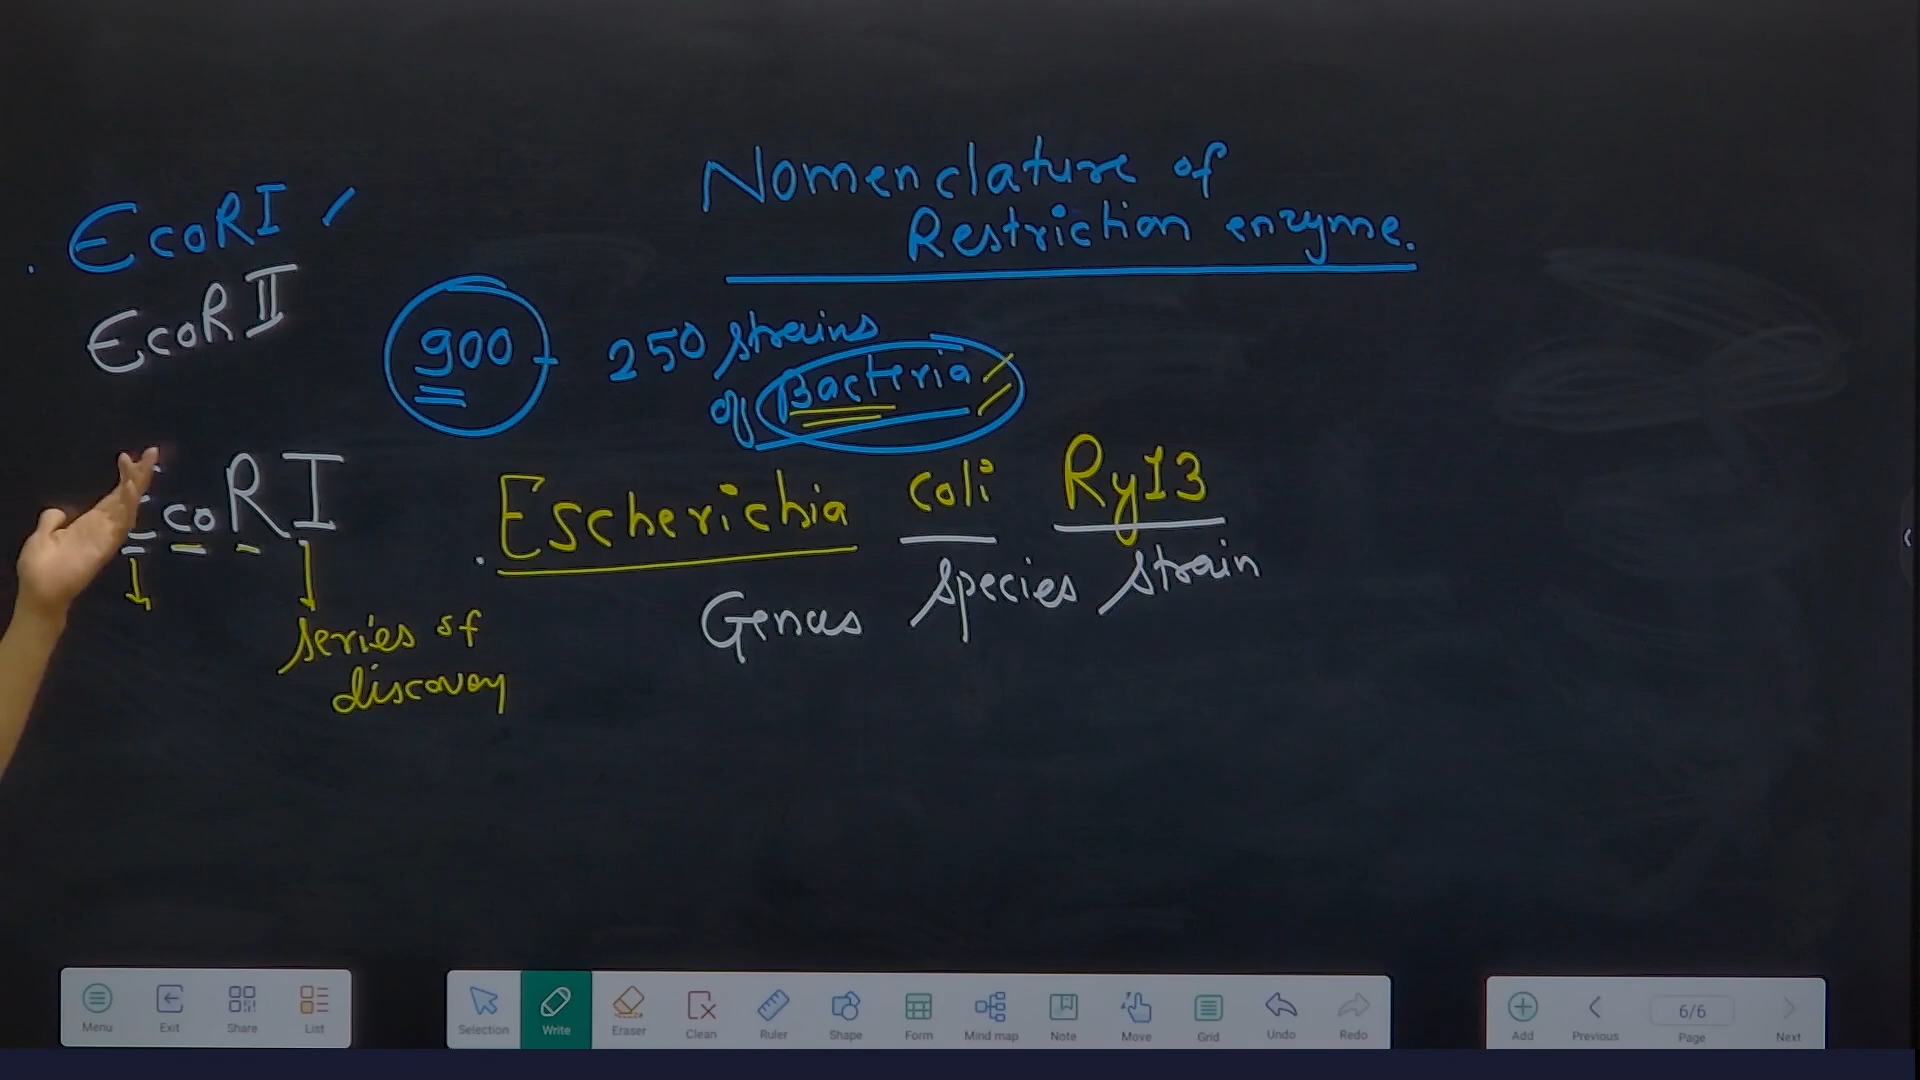 Nomenclature of
Restriction enzyme.
EcoRI
EcoRII
900 - 250 strains
of Bacteria
EcoRI
Escherichia coli Ry13
Genus species strain
series of
discovery
Menu Exit Share List
Selection Write Eraser Clean Ruler Shape Form Mind map Note Move Grid Undo Redo
Add Previous 6/6 Page Next